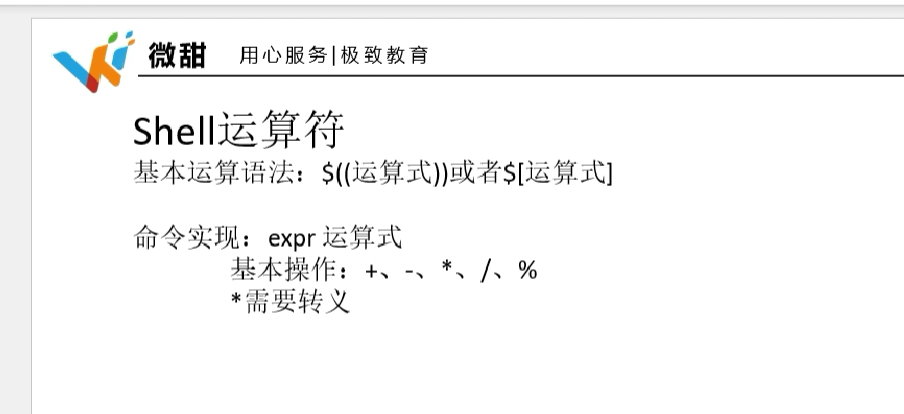 微甜 用心服务|极致教育
Shell运算符
基本运算语法：$((运算式))或者$[运算式]
命令实现：expr 运算式
基本操作：+、-、*、/、%
*需要转义